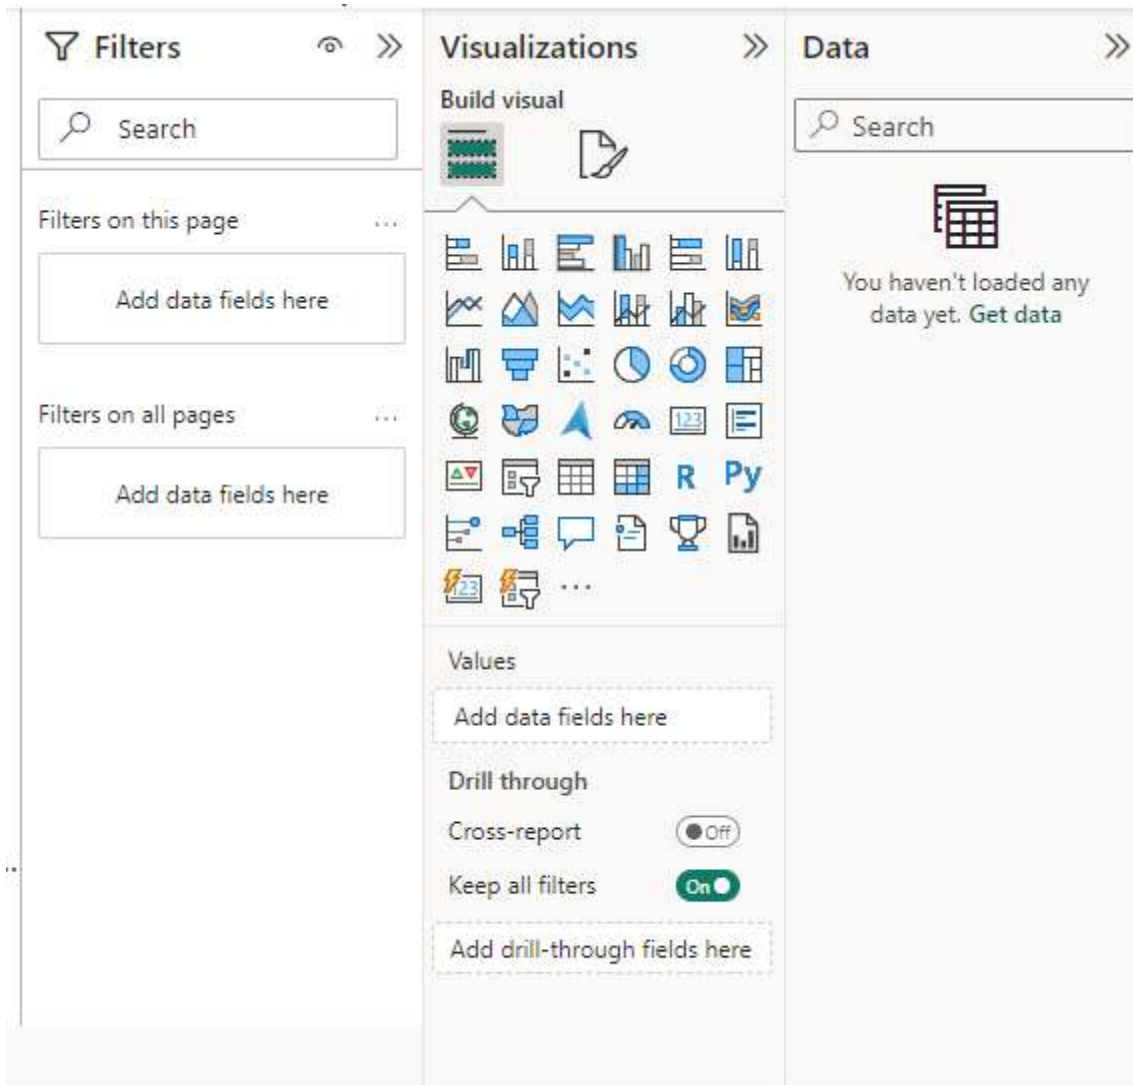 Filters
Search
Filters on this page
...
Add data fields here
Filters on all pages
...
Add data fields here
Visualizations
Build visual
123
R Py
123
...
Values
Add data fields here
Drill through
Cross-report Off
Keep all filters On
Add drill-through fields here
Data
Search
You haven't loaded any
data yet. Get data